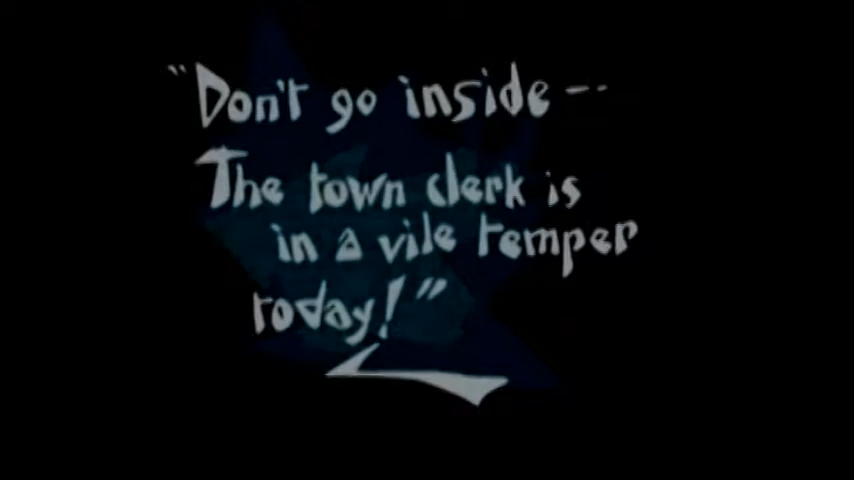 "Don't go inside--
The town clerk is
in a vile temper
today!"